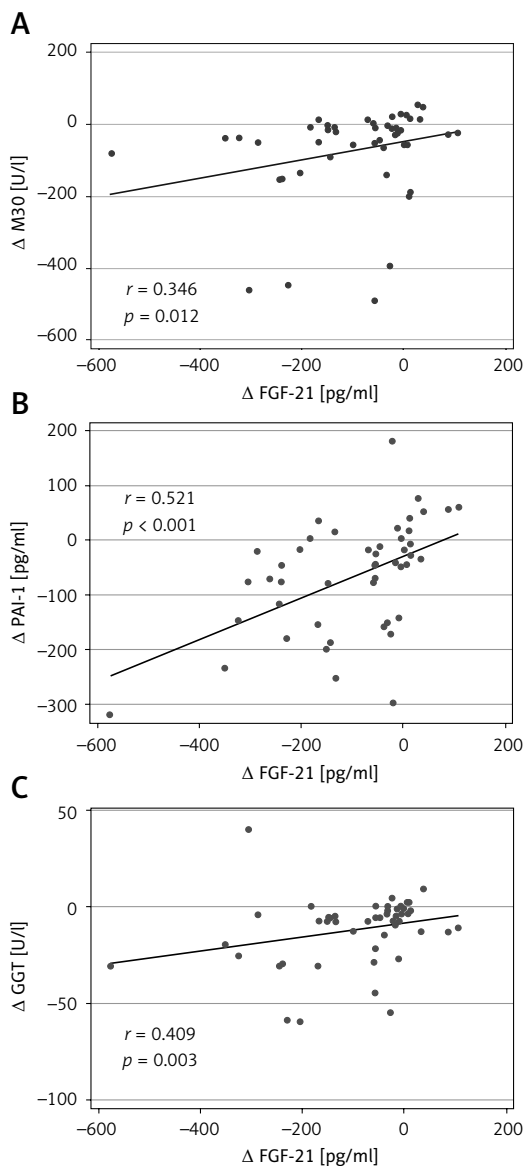 A
200
0
−200
−400
−600
Δ M30 [U/l]
r = 0.346
p = 0.012
−600 −400 −200 0 200
Δ FGF-21 [pg/ml]
B
200
100
0
−100
−200
−300
Δ PAI-1 [pg/ml]
r = 0.521
p < 0.001
−600 −400 −200 0 200
Δ FGF-21 [pg/ml]
C
50
0
−50
−100
Δ GGT [U/l]
r = 0.409
p = 0.003
−600 −400 −200 0 200
Δ FGF-21 [pg/ml]